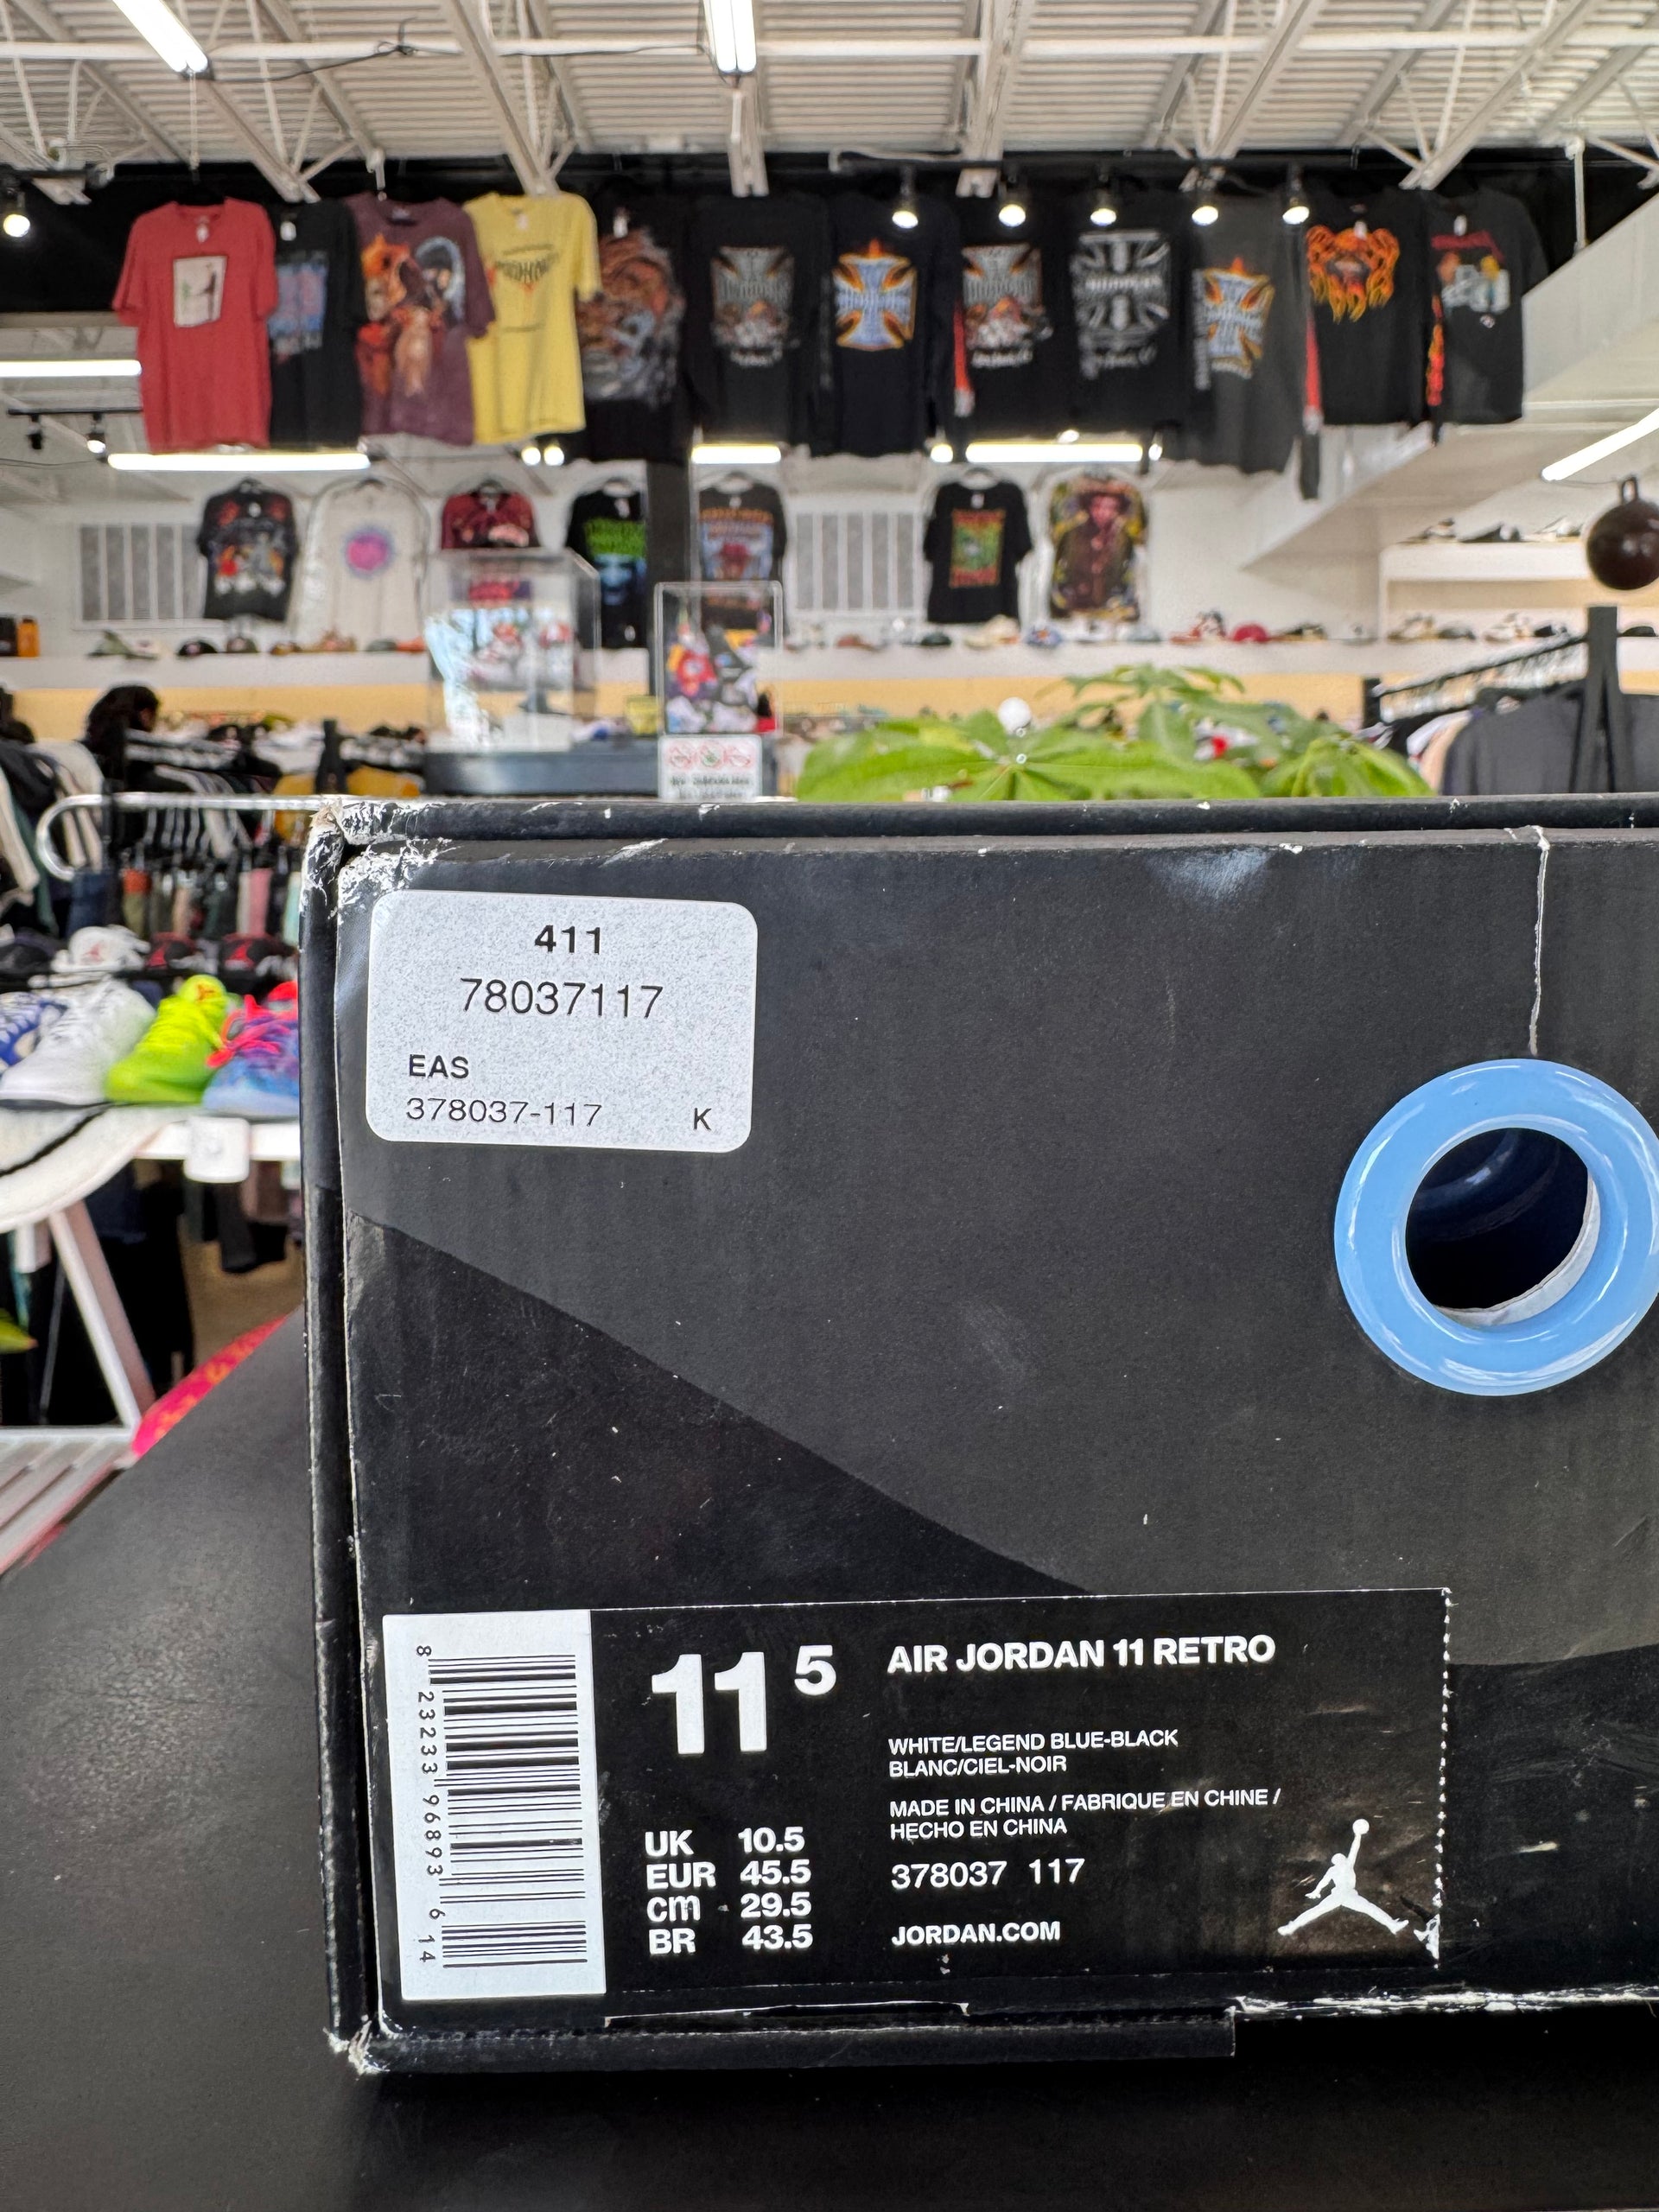 411
78037117
EAS
378037-117 K
11 5
AIR JORDAN 11 RETRO
WHITE/LEGEND BLUE-BLACK
BLANC/CIEL-NOIR
MADE IN CHINA / FABRIQUE EN CHINE /
HECHO EN CHINA
378037 117
JORDAN.COM
UK 10.5
EUR 45.5
cm 29.5
BR 43.5
8 23233 96893 6 14